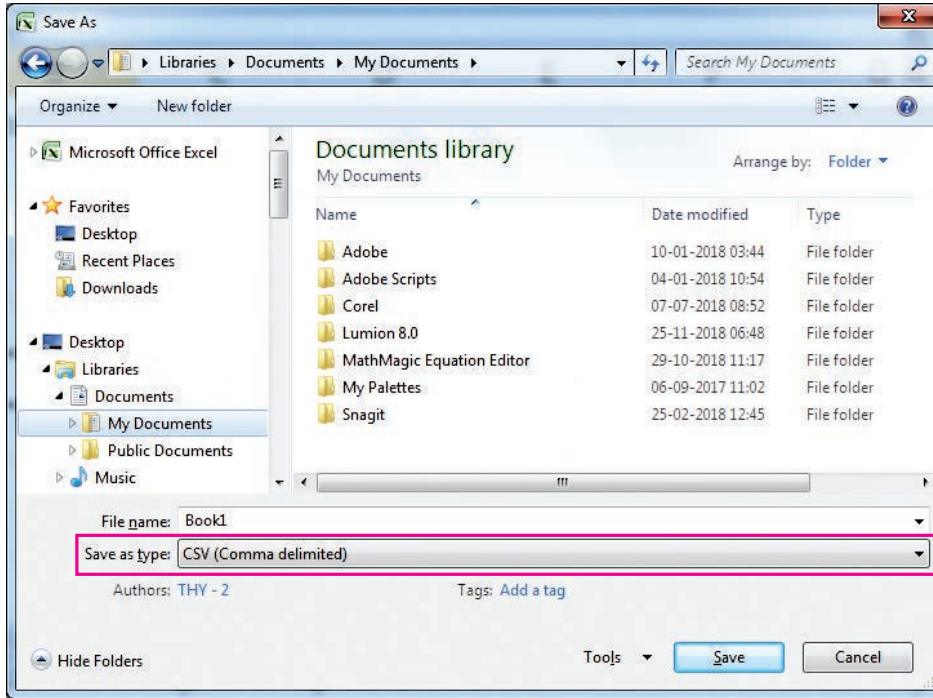 Save As
Libraries Documents My Documents Search My Documents
Organize New folder
Microsoft Office Excel
Favorites
Desktop
Recent Places
Downloads
Desktop
Libraries
Documents
My Documents
Public Documents
Music
Documents library
My Documents
Arrange by: Folder
Name Date modified Type
Adobe 10-01-2018 03:44 File folder
Adobe Scripts 04-01-2018 10:54 File folder
Corel 07-07-2018 08:52 File folder
Lumion 8.0 25-11-2018 06:48 File folder
MathMagic Equation Editor 29-10-2018 11:17 File folder
My Palettes 06-09-2017 11:02 File folder
Snagit 25-02-2018 12:45 File folder
File name: Book1
Save as type: CSV (Comma delimited)
Authors: THY - 2 Tags: Add a tag
Hide Folders Tools Save Cancel